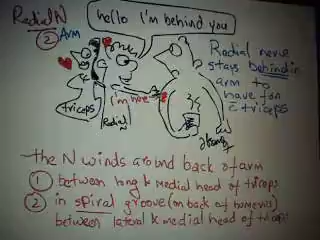 Radial N
② Arm
hello I'm behind you
Radial nerve
stays behind in
arm to
have fun
c̄ triceps
triceps
I'm here
Radial N
the N winds around back of arm
① between long & medial head of triceps
② in spiral groove (on back of humerus)
between lateral & medial head of triceps